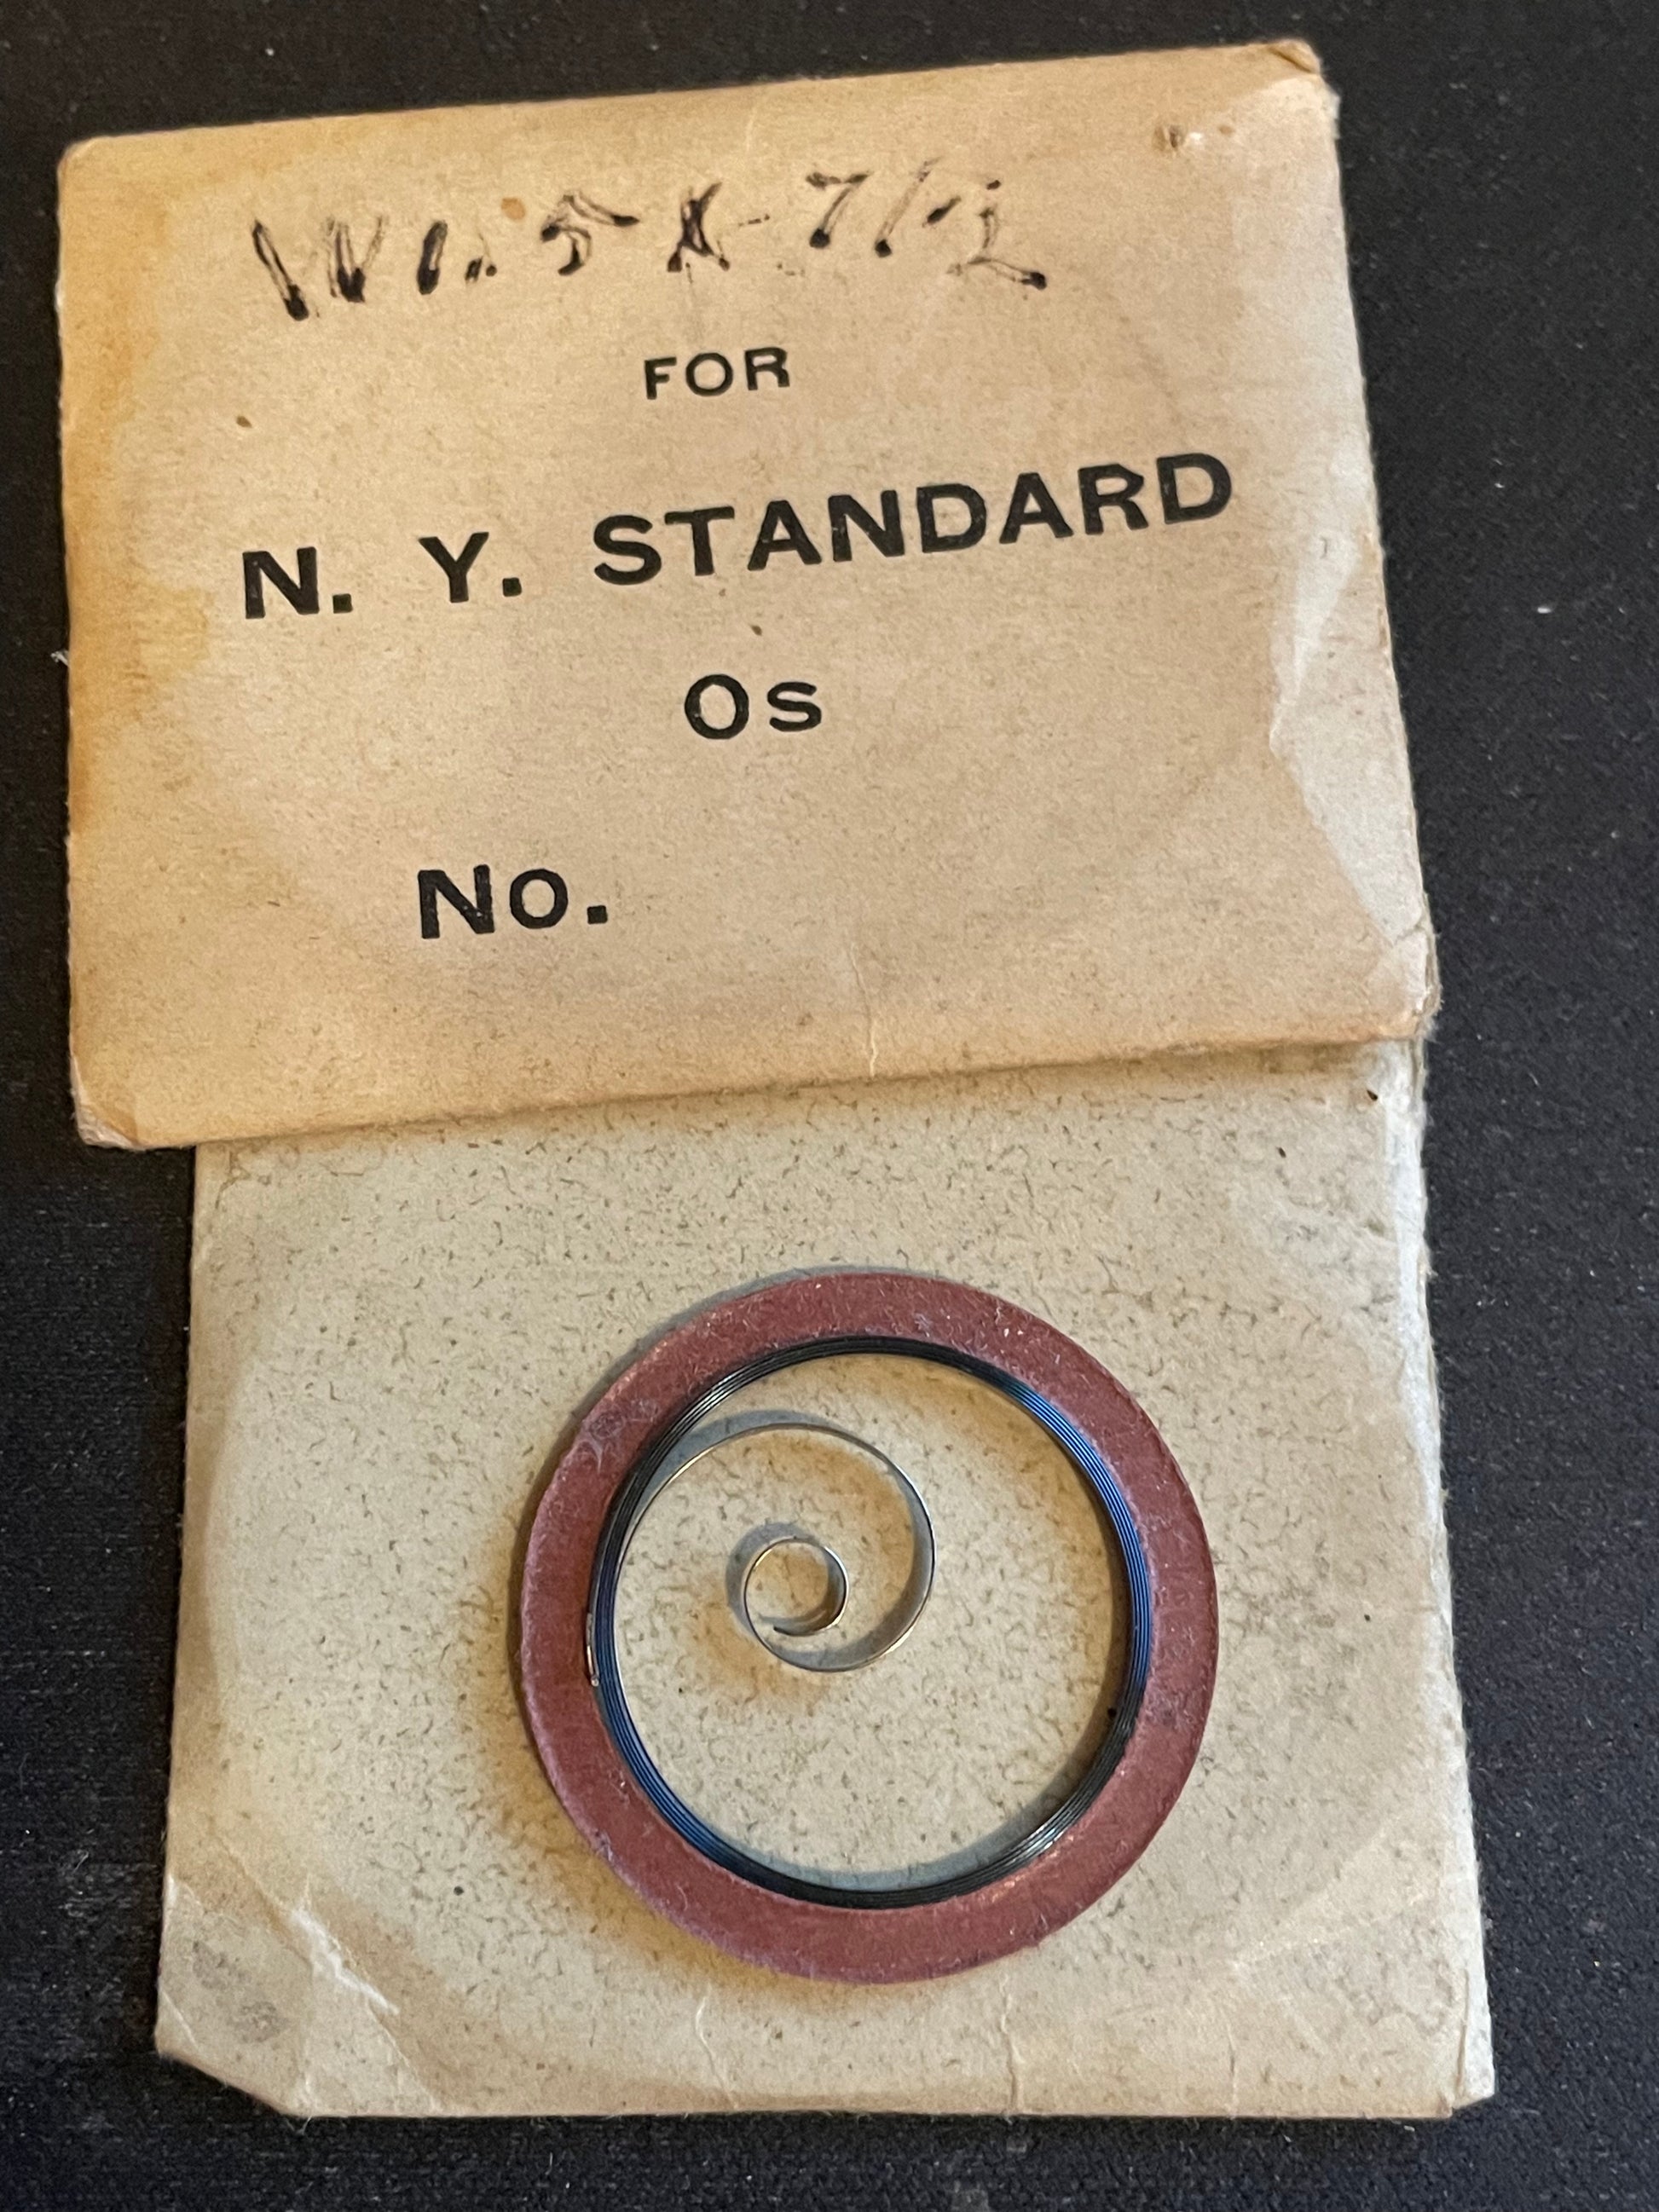 FOR
N. Y. STANDARD
Os
No.